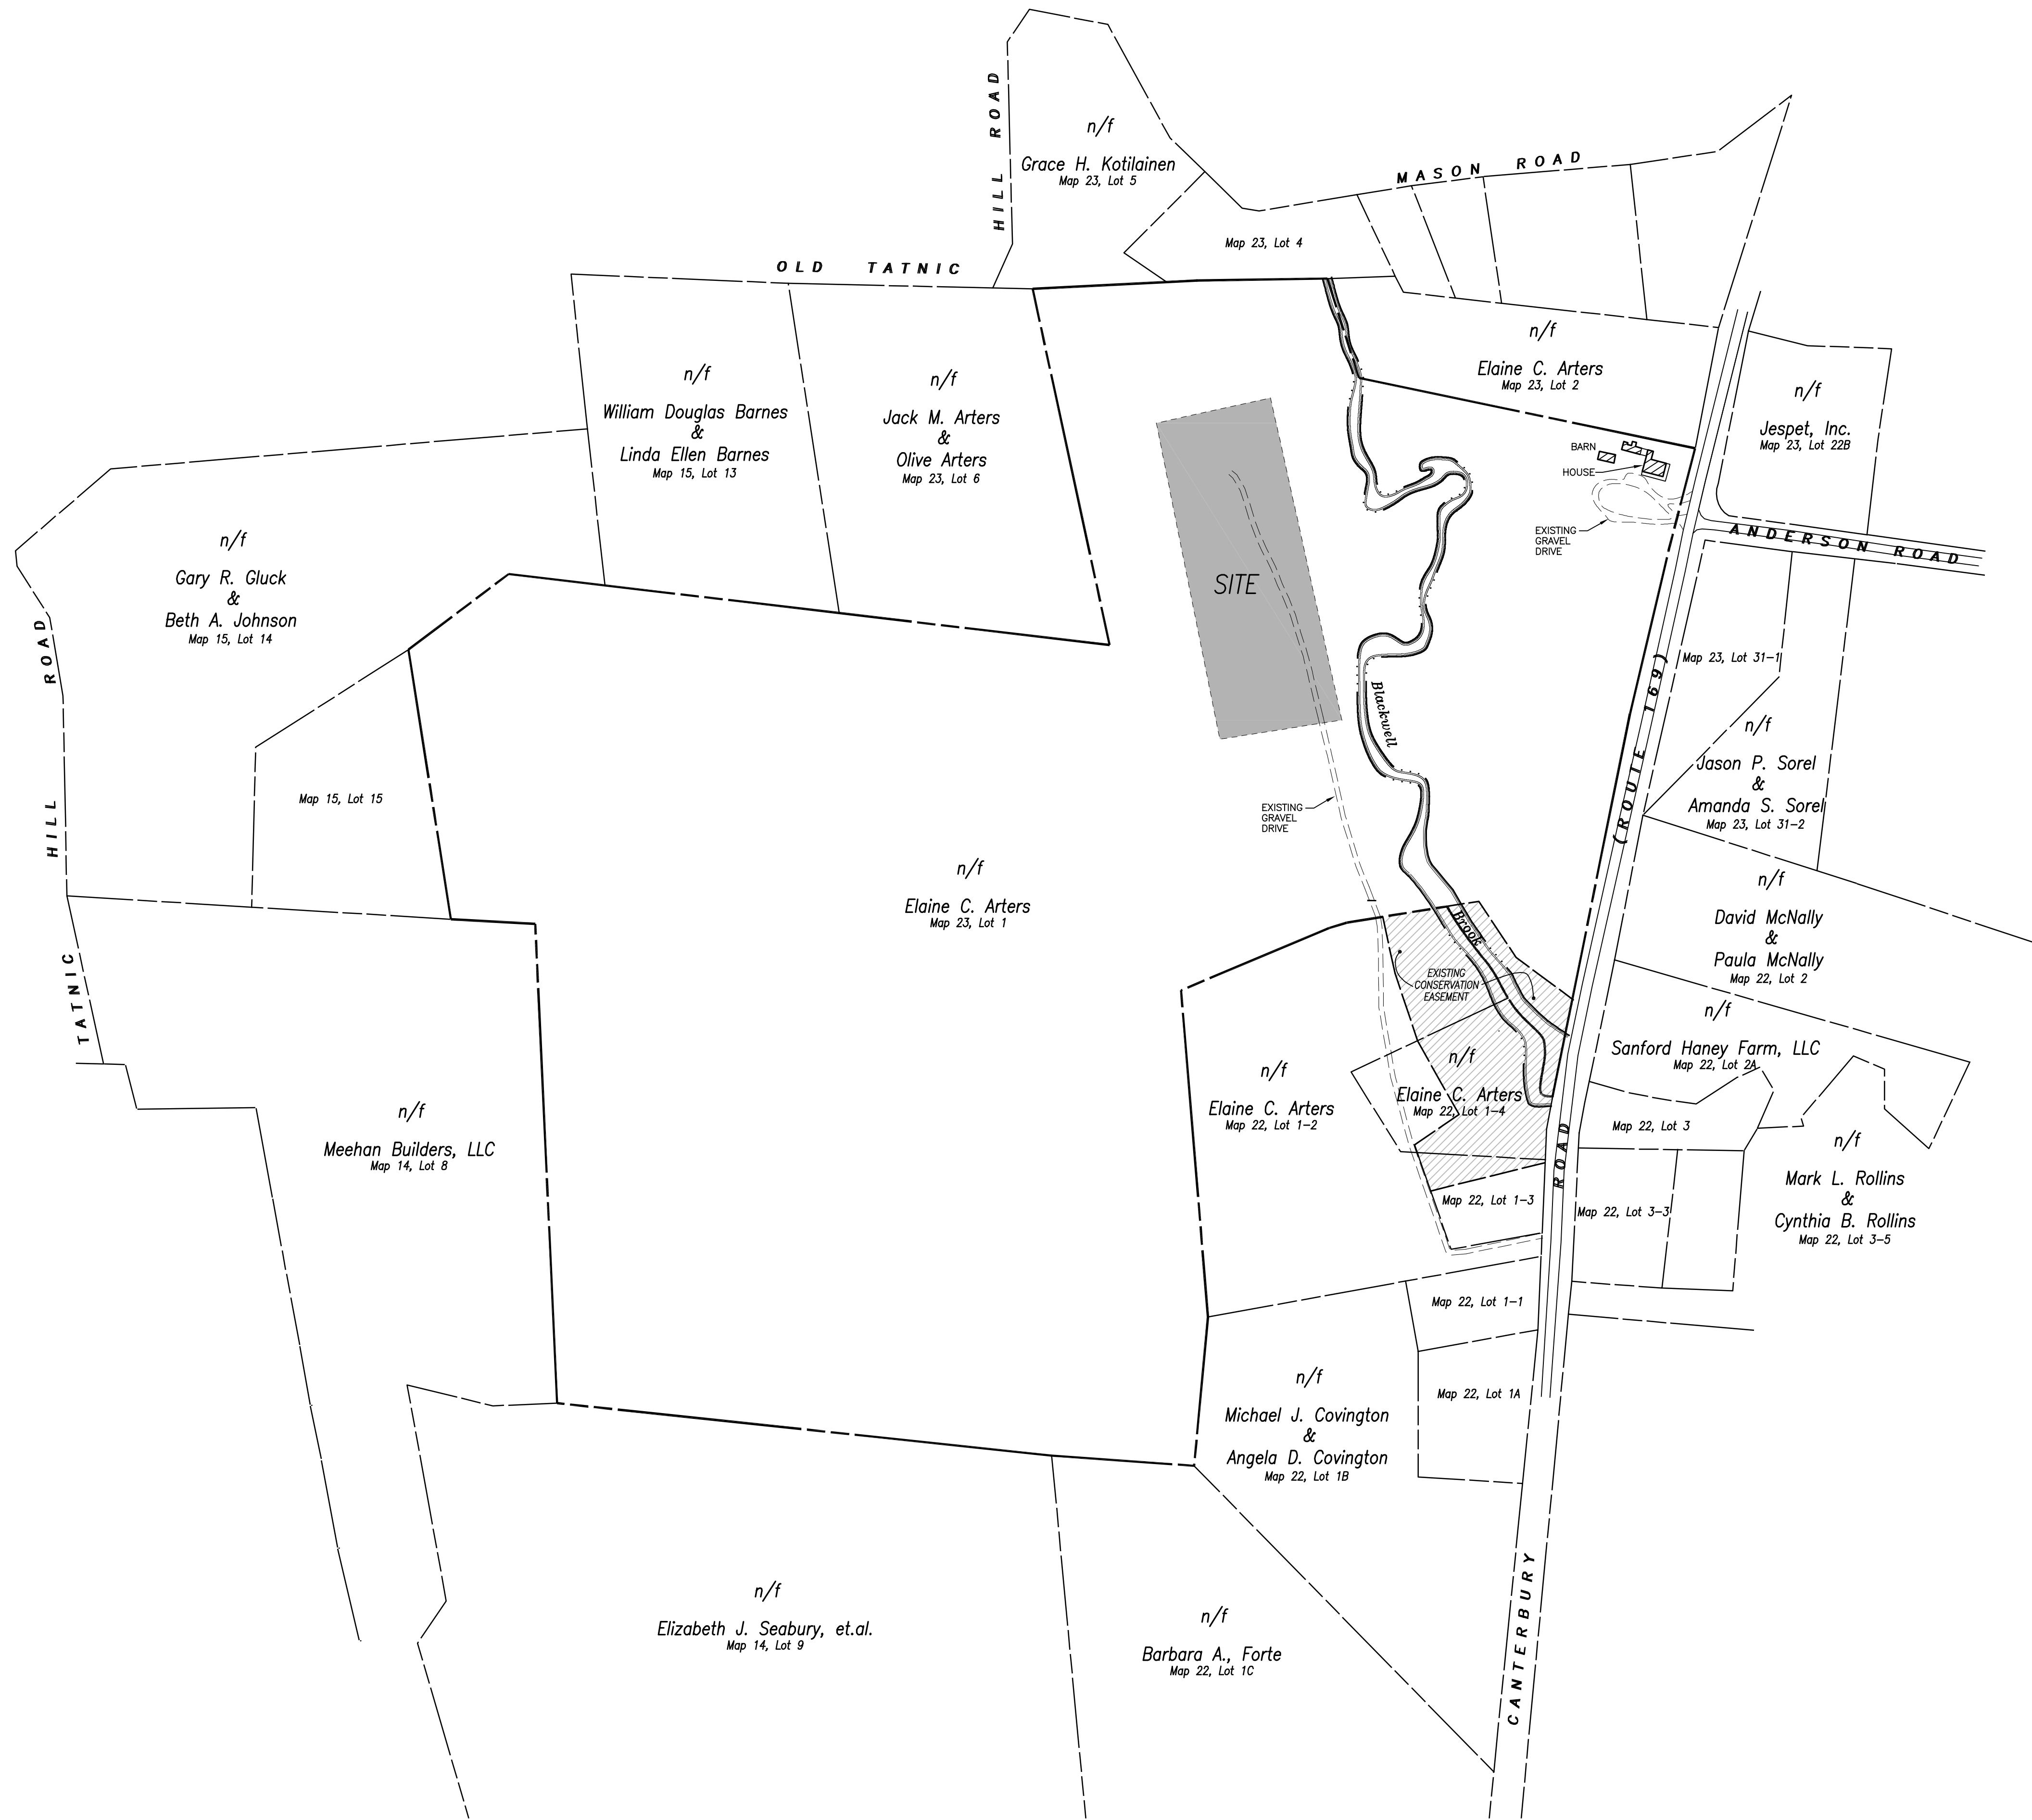 HILL ROAD
n/f
Grace H. Kotilainen
Map 23, Lot 5
MASON ROAD
Map 23, Lot 4
OLD TATNIC
n/f
William Douglas Barnes
&
Linda Ellen Barnes
Map 15, Lot 13
n/f
Jack M. Arters
&
Olive Arters
Map 23, Lot 6
n/f
Elaine C. Arters
Map 23, Lot 2
n/f
Jespet, Inc.
Map 23, Lot 22B
BARN
HOUSE
EXISTING
GRAVEL
DRIVE
ANDERSON ROAD
SITE
n/f
Gary R. Gluck
&
Beth A. Johnson
Map 15, Lot 14
TATNIC HILL ROAD
Map 15, Lot 15
Blackwell
Brook
EXISTING
GRAVEL
DRIVE
n/f
Elaine C. Arters
Map 23, Lot 1
Map 23, Lot 31-1
n/f
Jason P. Sorel
&
Amanda S. Sorel
Map 23, Lot 31-2
n/f
David McNally
&
Paula McNally
Map 22, Lot 2
EXISTING
CONSERVATION
EASEMENT
n/f
Sanford Haney Farm, LLC
Map 22, Lot 2A
n/f
Elaine C. Arters
Map 22, Lot 1-2
n/f
Elaine C. Arters
Map 22, Lot 1-4
n/f
Meehan Builders, LLC
Map 14, Lot 8
Map 22, Lot 3
n/f
Mark L. Rollins
&
Cynthia B. Rollins
Map 22, Lot 3-5
Map 22, Lot 1-3
Map 22, Lot 3-3
Map 22, Lot 1-1
Map 22, Lot 1A
n/f
Michael J. Covington
&
Angela D. Covington
Map 22, Lot 1B
CANTERBURY ROAD (ROUTE 169)
n/f
Elizabeth J. Seabury, et.al.
Map 14, Lot 9
n/f
Barbara A., Forte
Map 22, Lot 1C